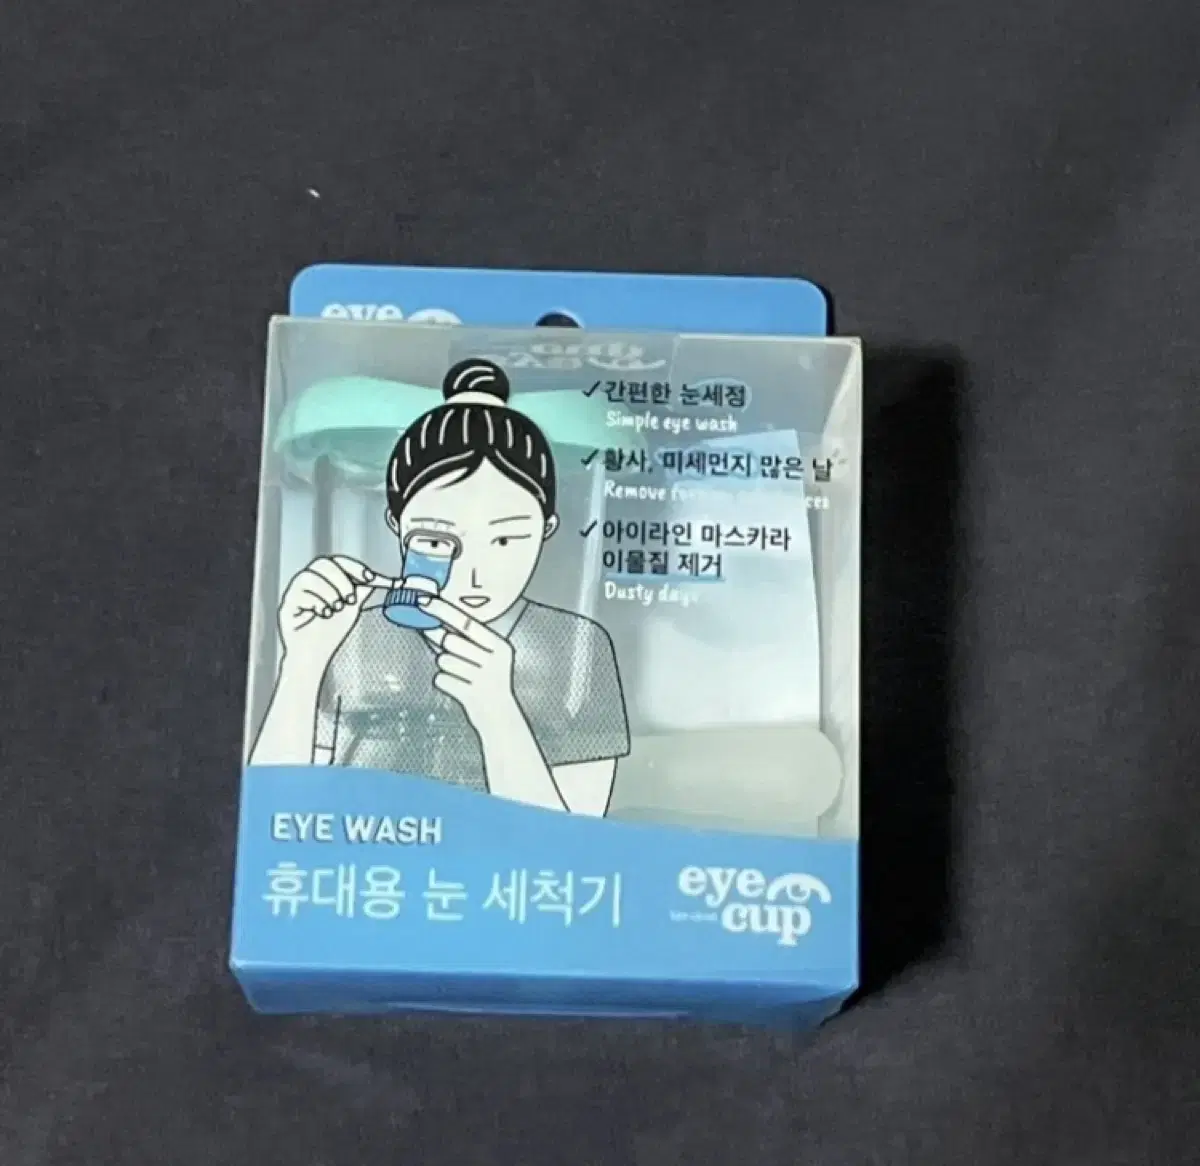 eye
✓간편한 눈세정
Simple eye wash
✓황사, 미세먼지 많은 날
Remove
✓아이라인 마스카라
이물질 제거
Dusty days
EYE WASH
휴대용 눈 세척기
eye
cup